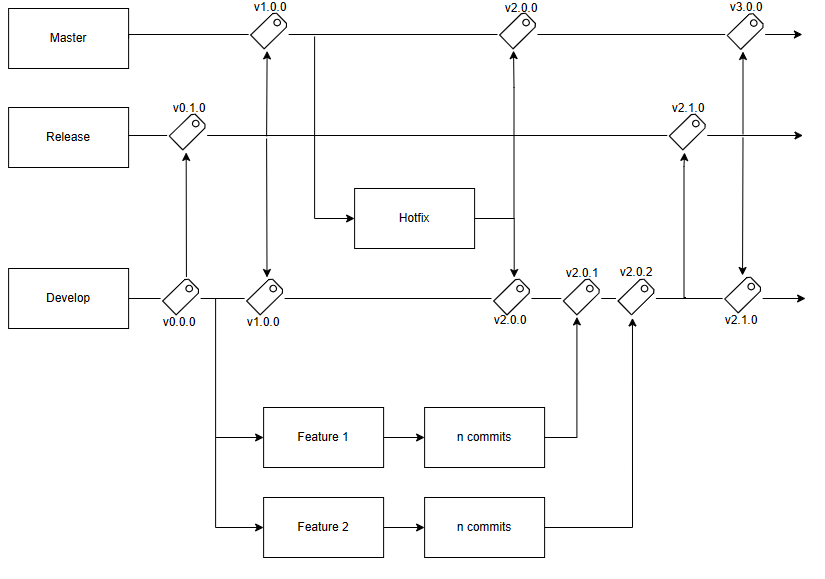 v1.0.0
v2.0.0
v3.0.0
Master
v0.1.0
v2.1.0
Release
Hotfix
v2.0.1
v2.0.2
Develop
v0.0.0
v1.0.0
v2.0.0
v2.1.0
Feature 1
n commits
Feature 2
n commits